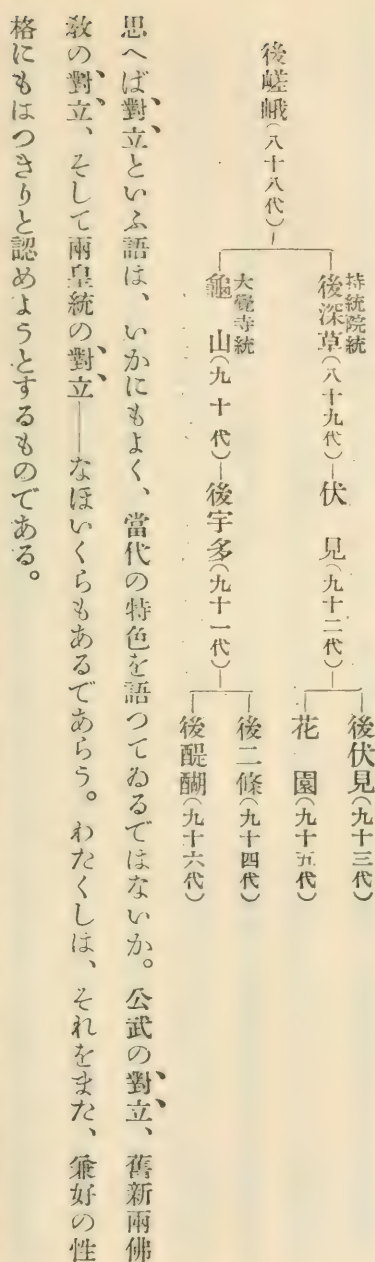 後嵯峨(八十八代)
持統院統
後深草(八十九代)―伏見(九十二代)
後伏見(九十三代)
花園(九十五代)
大覺寺統
龜山(九十代)―後宇多(九十一代)
後二條(九十四代)
後醍醐(九十六代)
思へば對立といふ語は、いかにもよく、當代の特色を語つてゐるではないか。公武の對立、舊新兩佛
敎の對立、そして兩皇統の對立――なほいくらもあるであらう。わたくしは、それをまた、兼好の性
格にもはつきりと認めようとするものである。